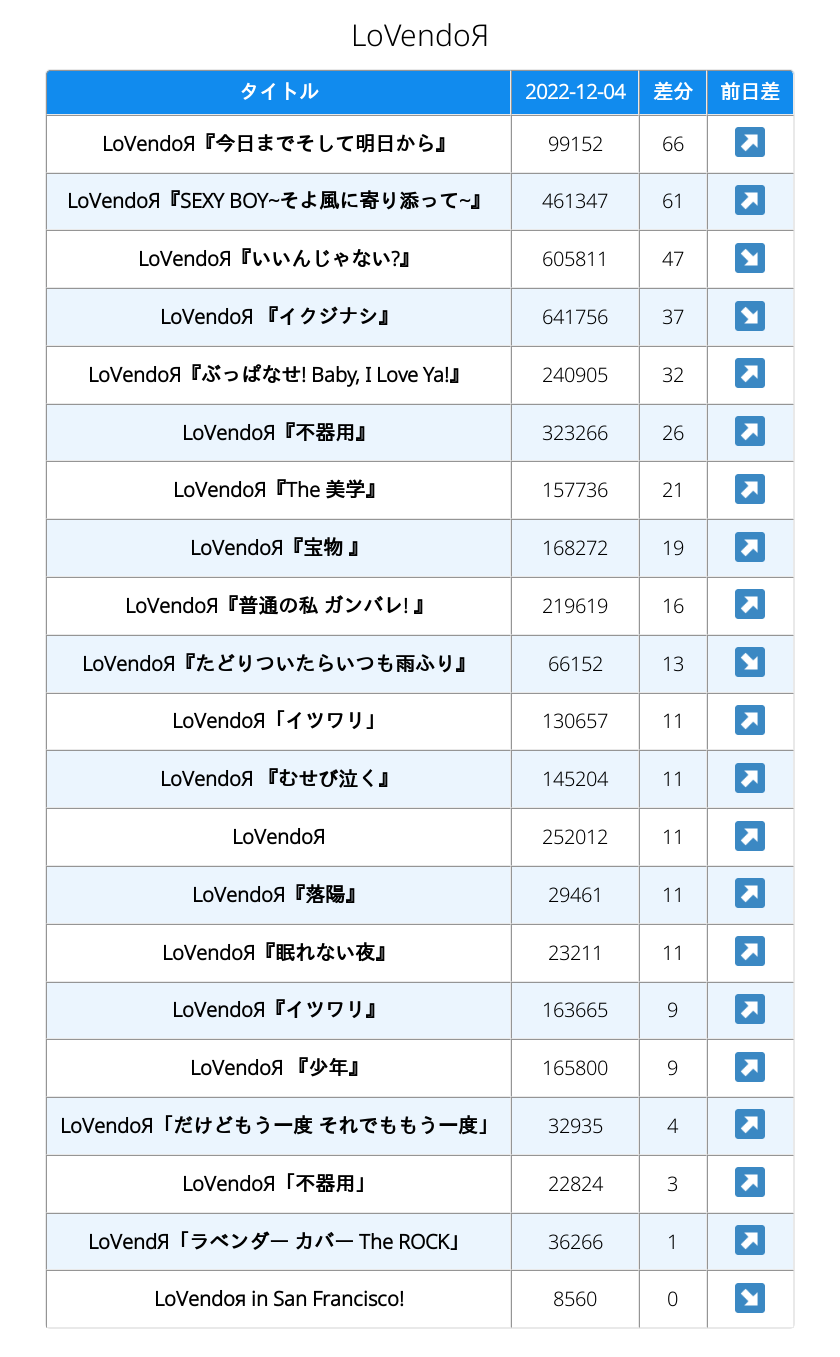 LoVendoЯ
タイトル 2022-12-04 差分 前日差
LoVendoЯ『今日までそして明日から』 99152 66 ↗
LoVendoЯ『SEXY BOY~そよ風に寄り添って~』 461347 61 ↗
LoVendoЯ『いいんじゃない?』 605811 47 ↘
LoVendoЯ 『イクジナシ』 641756 37 ↘
LoVendoЯ『ぶっぱなせ! Baby, I Love Ya!』 240905 32 ↗
LoVendoЯ『不器用』 323266 26 ↗
LoVendoЯ『The 美学』 157736 21 ↗
LoVendoЯ『宝物 』 168272 19 ↗
LoVendoЯ『普通の私 ガンバレ! 』 219619 16 ↗
LoVendoЯ『たどりついたらいつも雨ふり』 66152 13 ↘
LoVendoЯ「イツワリ」 130657 11 ↗
LoVendoЯ 『むせび泣く』 145204 11 ↗
LoVendoЯ 252012 11 ↗
LoVendoЯ『落陽』 29461 11 ↗
LoVendoЯ『眠れない夜』 23211 11 ↗
LoVendoЯ『イツワリ』 163665 9 ↗
LoVendoЯ 『少年』 165800 9 ↗
LoVendoЯ「だけどもう一度 それでももう一度」 32935 4 ↗
LoVendoЯ「不器用」 22824 3 ↗
LoVendЯ「ラベンダー カバー The ROCK」 36266 1 ↗
LoVendoя in San Francisco! 8560 0 ↘